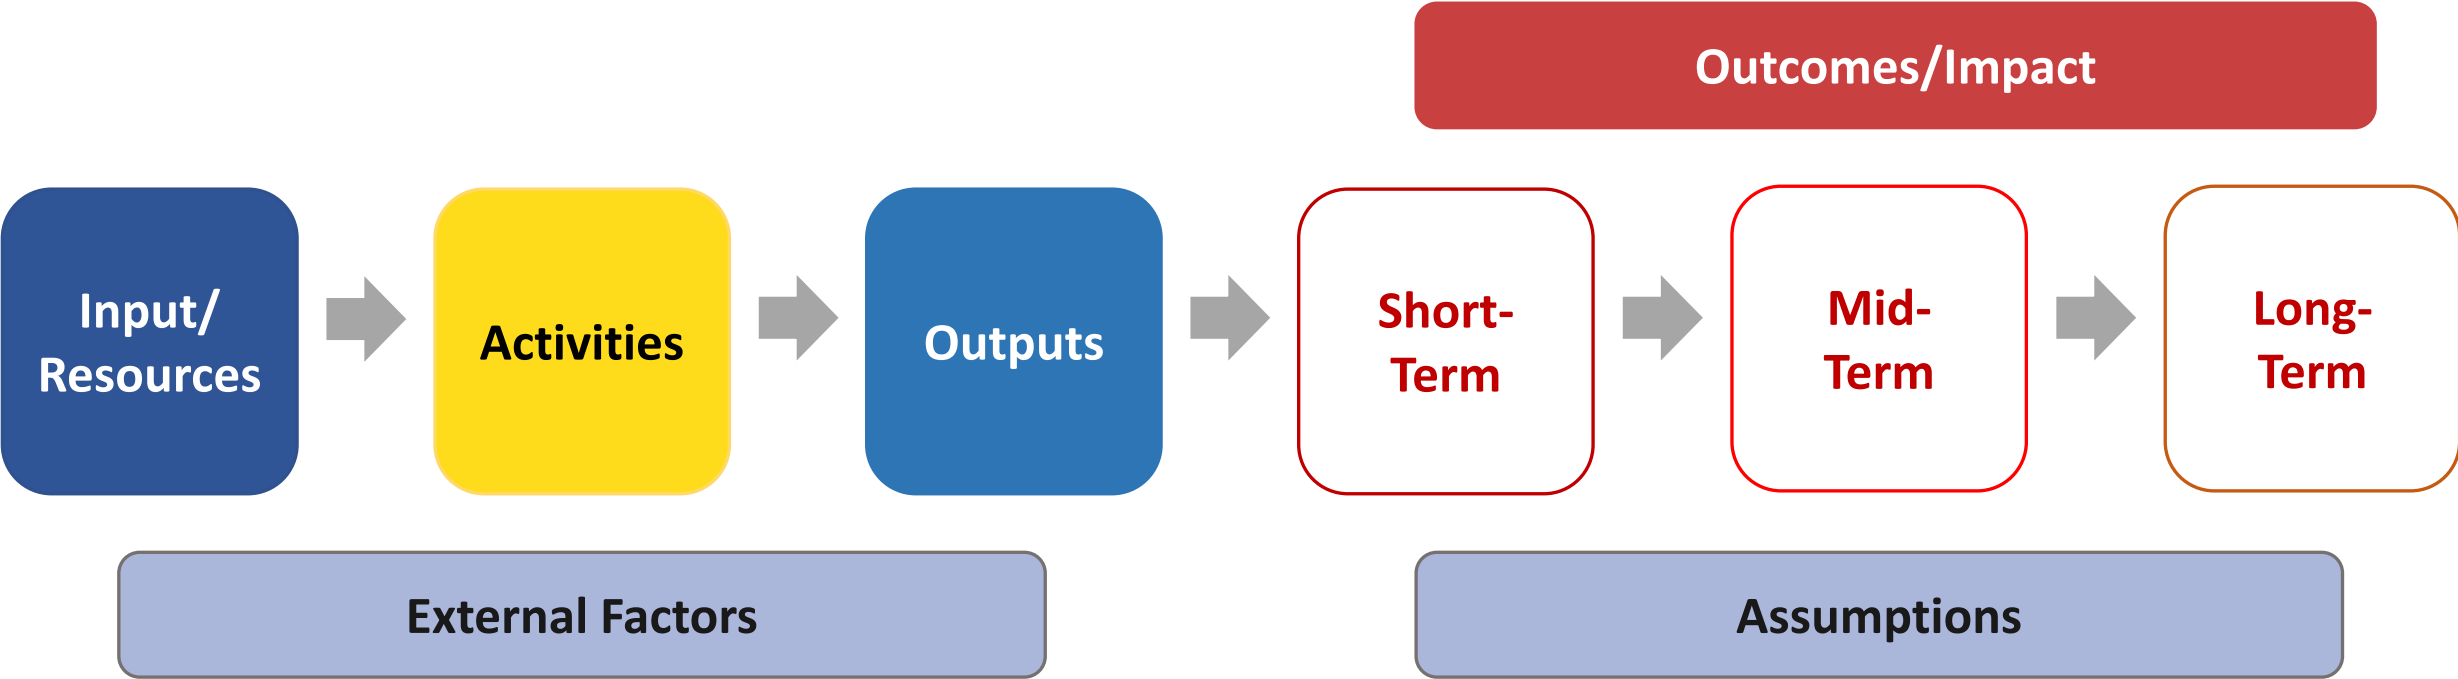 Outcomes/Impact
Input/
Resources
Activities
Outputs
Short-
Term
Mid-
Term
Long-
Term
External Factors
Assumptions